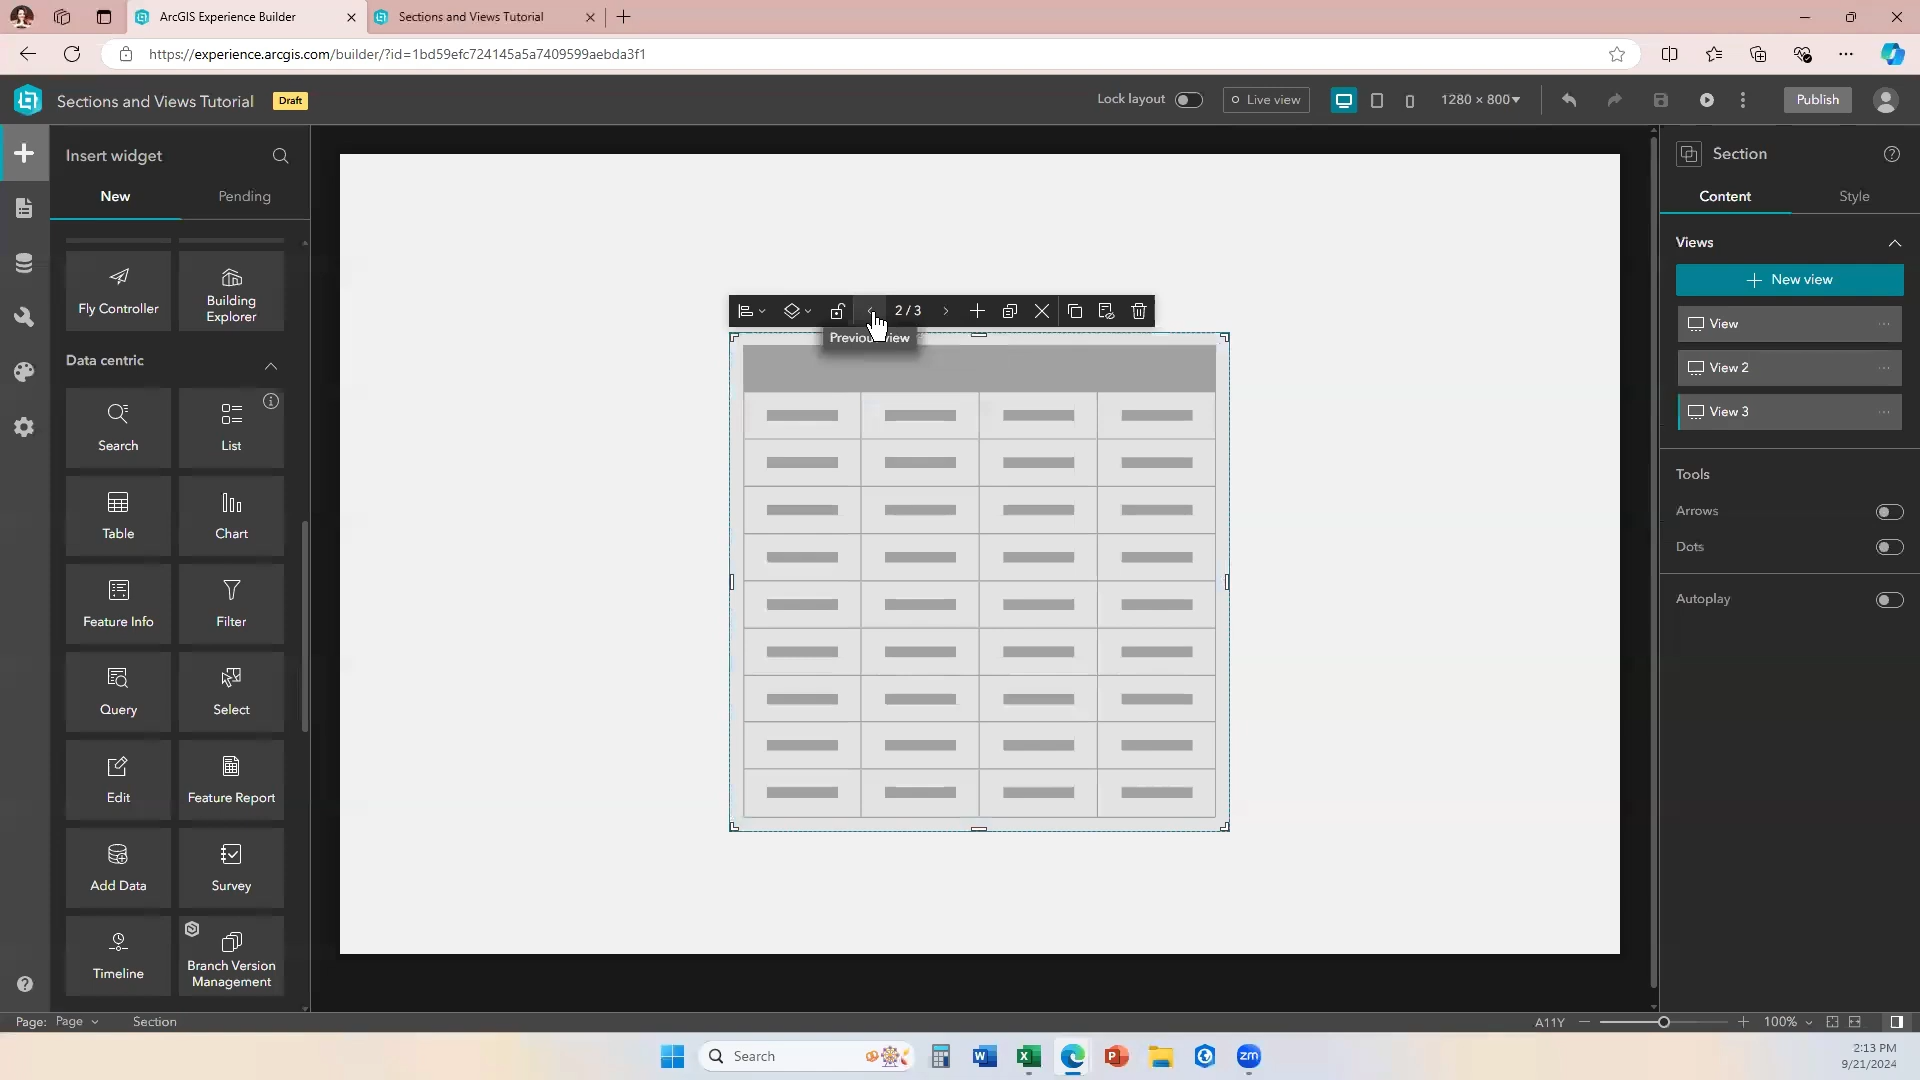 ArcGIS Experience Builder
Sections and Views Tutorial
https://experience.arcgis.com/builder/?id=1bd59efc724145a5a7409599aebda3f1
Sections and Views Tutorial
Draft
Lock layout
Live view
1280 × 800
Publish
Insert widget
New
Pending
Fly Controller
Building
Explorer
Data centric
Search
List
Table
Chart
Feature Info
Filter
Query
Select
Edit
Feature Report
Add Data
Survey
Timeline
Branch Version
Management
2 / 3
Previous view
Section
Content
Style
Views
New view
View
View 2
View 3
Tools
Arrows
Dots
Autoplay
Page: Page
Section
A11Y
100%
Search
zm
2:13 PM
9/21/2024